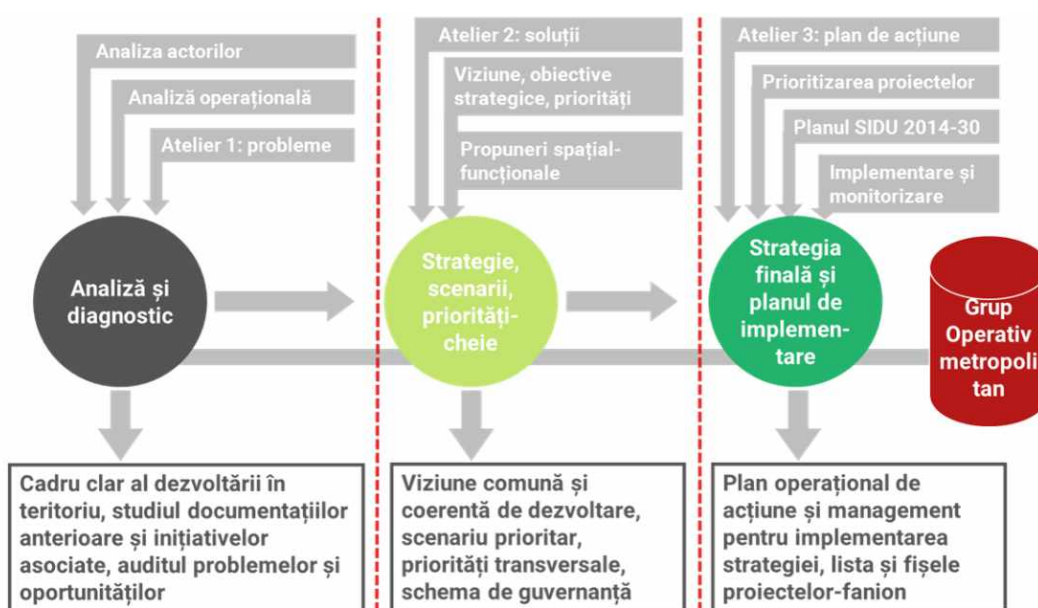 Analiza actorilor
Analiză operațională
Atelier 1: probleme
Analiză și
diagnostic
Cadru clar al dezvoltării în
teritoriu, studiul documentațiilor
anterioare și inițiativelor
asociate, auditul problemelor și
oportunităților
Atelier 2: soluții
Viziune, obiective
strategice, priorități
Propuneri spațial-
funcționale
Strategie,
scenarii,
priorități-
cheie
Viziune comună și
coerentă de dezvoltare,
scenariu prioritar,
priorități transversale,
schema de guvernanță
Atelier 3: plan de acțiune
Prioritizarea proiectelor
Planul SIDU 2014-30
Implementare și
monitorizare
Strategia
finală și
planul de
implemen-
tare
Plan operațional de
acțiune și management
pentru implementarea
strategiei, lista și fișele
proiectelor-fanion
Grup
Operativ
metropoli
tan